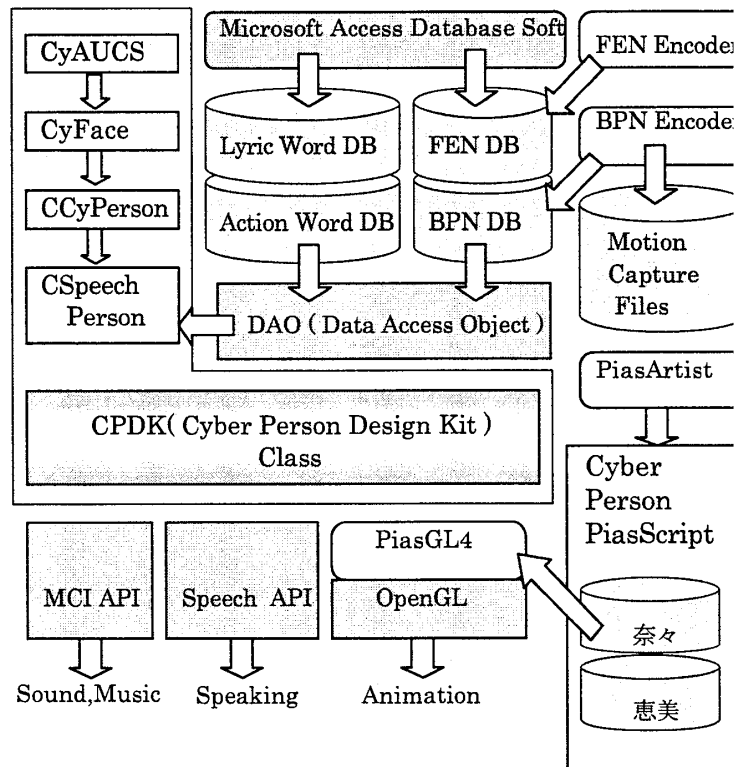 CyAUCS
CyFace
CCyPerson
CSpeech
Person
Microsoft Access Database Soft
Lyric Word DB
Action Word DB
FEN DB
BPN DB
DAO ( Data Access Object )
FEN Encoder
BPN Encoder
Motion
Capture
Files
PiasArtist
CPDK( Cyber Person Design Kit )
Class
Cyber
Person
PiasScript
奈々
恵美
PiasGL4
MCI API
Speech API
OpenGL
Sound,Music
Speaking
Animation